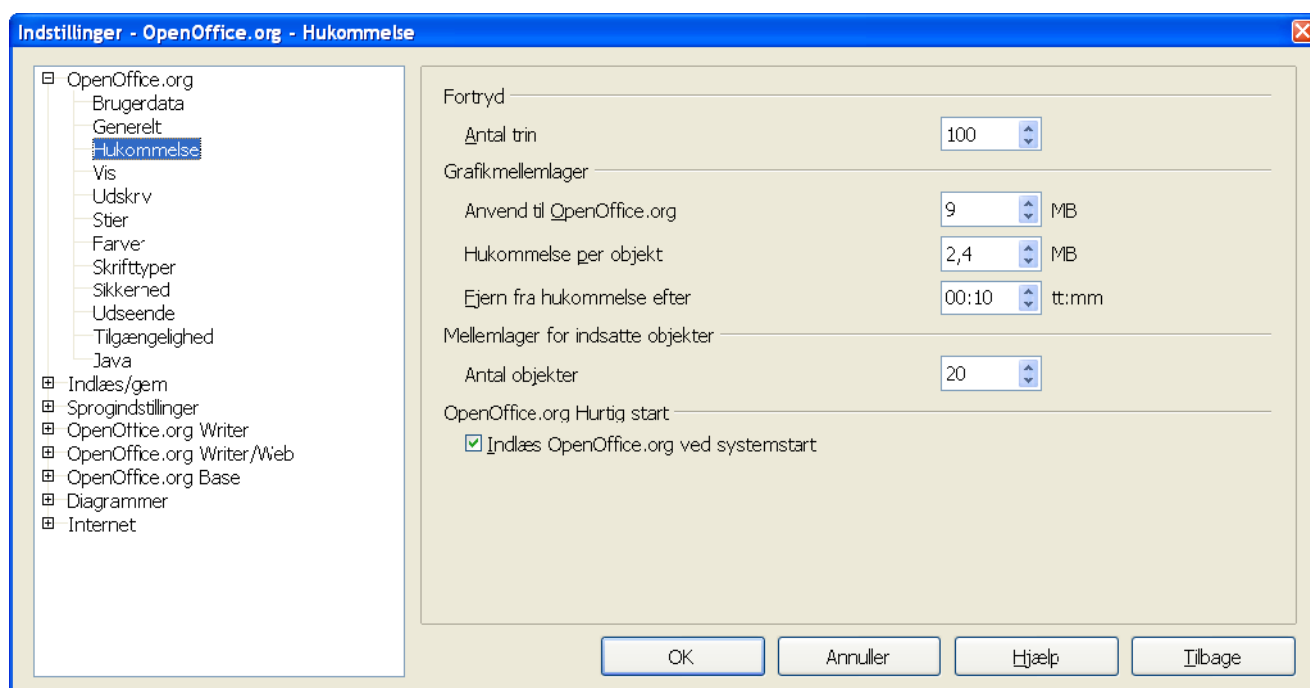 Indstillinger - OpenOffice.org - Hukommelse
OpenOffice.org
Brugerdata
Generelt
Hukommelse
Vis
Udskrv
Stier
Farver
Skrifttyper
Sikkerhed
Udseende
Tilgængelighed
Java
Indlæs/gem
Sprogindstillinger
OpenOffice.org Writer
OpenOffice.org Writer/Web
OpenOffice.org Base
Diagrammer
Internet
Fortryd
Antal trin 100
Grafikmellemlager
Anvend til OpenOffice.org 9 MB
Hukommelse per objekt 2,4 MB
Fjern fra hukommelse efter 00:10 tt:mm
Mellemlager for indsatte objekter
Antal objekter 20
OpenOffice.org Hurtig start
Indlæs OpenOffice.org ved systemstart
OK Annuller Hjælp Tilbage